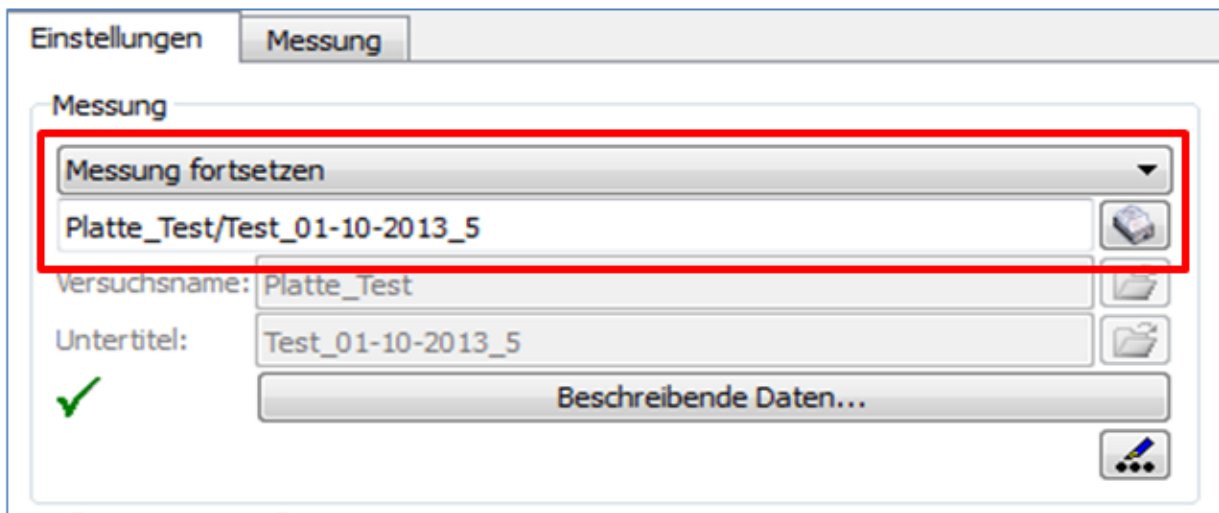 Einstellungen Messung
Messung
Messung fortsetzen
Platte_Test/Test_01-10-2013_5
Versuchsname: Platte_Test
Untertitel: Test_01-10-2013_5
Beschreibende Daten...